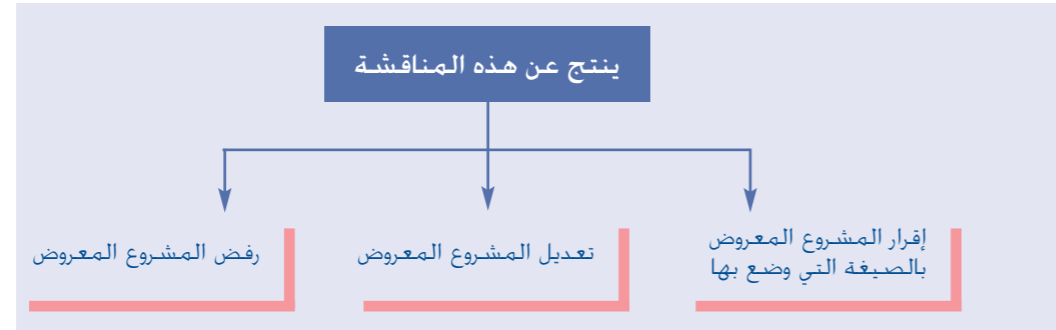 ينتج عن هذه المناقشة
إقرار المشروع المعروض
بالصيغة التي وضع بها
تعديل المشروع المعروض
رفض المشروع المعروض